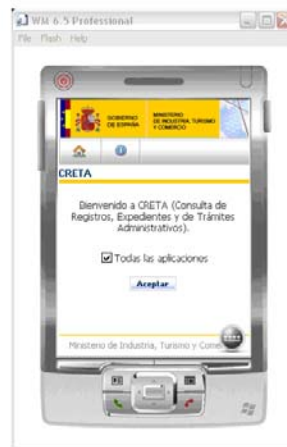 WM 6.5 Professional
File Flash Help
GOBIERNO
DE ESPAÑA
MINISTERIO
DE INDUSTRIA, TURISMO
Y COMERCIO
CRETA
Bienvenido a CRETA (Consulta de
Registros, Expedientes y de Trámites
Administrativos).
Todas las aplicaciones
Aceptar
Ministerio de Industria, Turismo y Comer